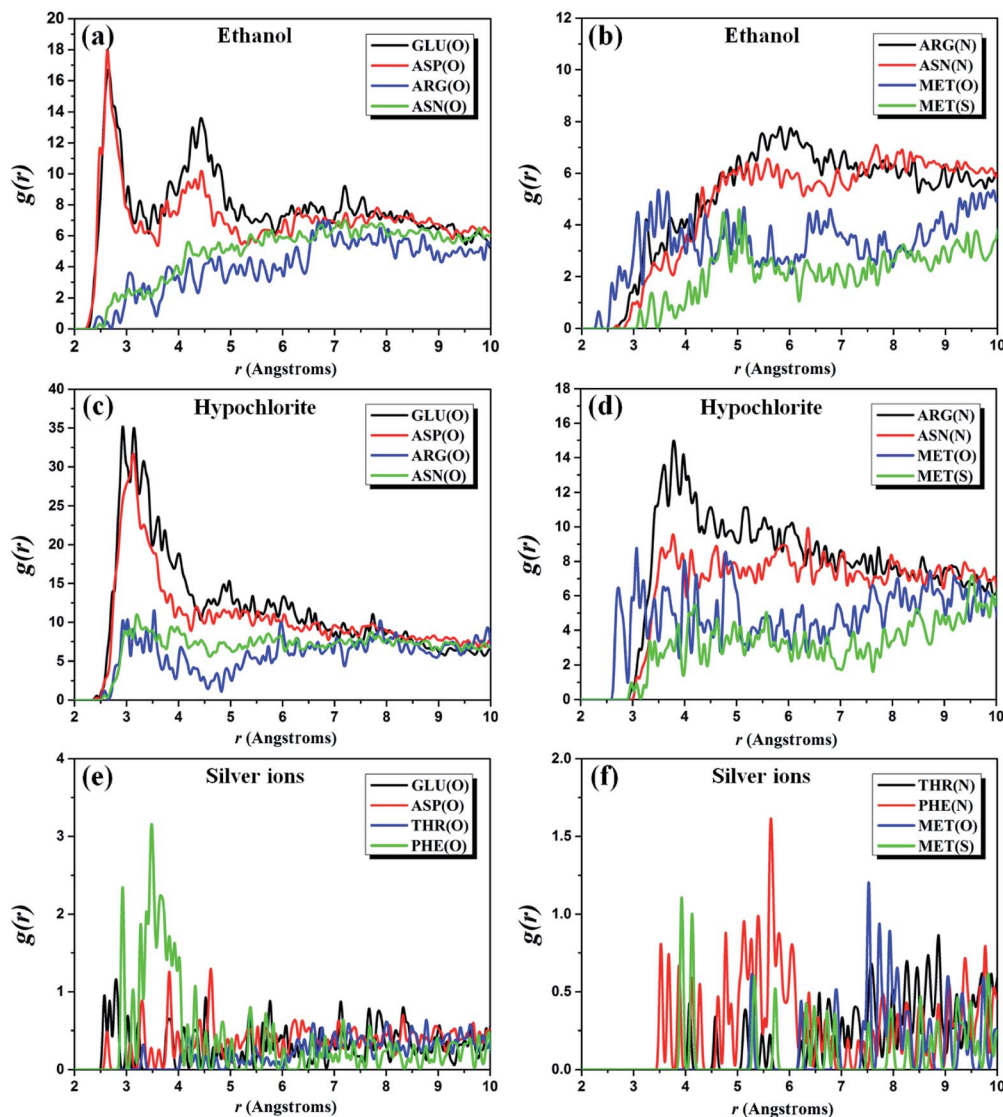 (a) Ethanol
GLU(O)
ASP(O)
ARG(O)
ASN(O)
20
18
16
14
12
10
8
6
4
2
0
g(r)
2 3 4 5 6 7 8 9 10
r (Angstroms)
(b) Ethanol
ARG(N)
ASN(N)
MET(O)
MET(S)
12
10
8
6
4
2
0
g(r)
2 3 4 5 6 7 8 9 10
r (Angstroms)
(c) Hypochlorite
GLU(O)
ASP(O)
ARG(O)
ASN(O)
40
35
30
25
20
15
10
5
0
g(r)
2 3 4 5 6 7 8 9 10
r (Angstroms)
(d) Hypochlorite
ARG(N)
ASN(N)
MET(O)
MET(S)
18
16
14
12
10
8
6
4
2
0
g(r)
2 3 4 5 6 7 8 9 10
r (Angstroms)
(e) Silver ions
GLU(O)
ASP(O)
THR(O)
PHE(O)
4
3
2
1
0
g(r)
2 3 4 5 6 7 8 9 10
r (Angstroms)
(f) Silver ions
THR(N)
PHE(N)
MET(O)
MET(S)
2.0
1.5
1.0
0.5
0.0
g(r)
2 3 4 5 6 7 8 9 10
r (Angstroms)